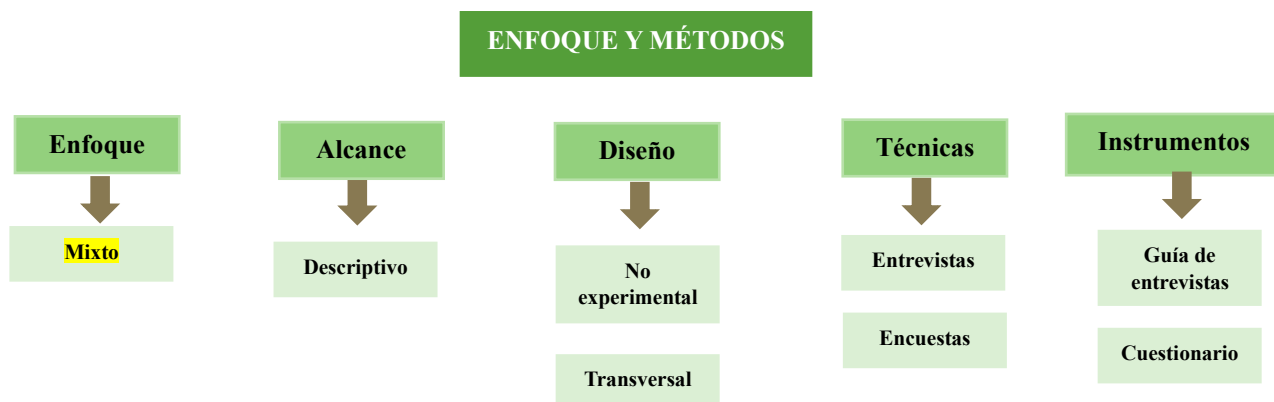 ENFOQUE Y MÉTODOS
Enfoque
Mixto
Alcance
Descriptivo
Diseño
No
experimental
Transversal
Técnicas
Entrevistas
Encuestas
Instrumentos
Guía de
entrevistas
Cuestionario